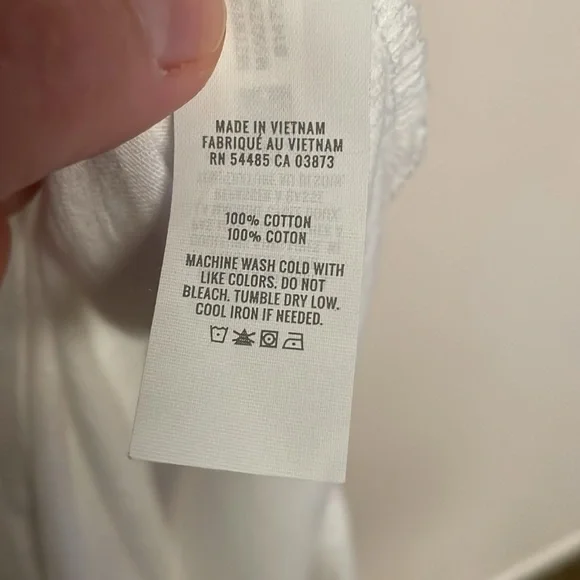 MADE IN VIETNAM
FABRIQUÉ AU VIETNAM
RN 54485 CA 03873
100% COTTON
100% COTON
MACHINE WASH COLD WITH
LIKE COLORS. DO NOT
BLEACH. TUMBLE DRY LOW.
COOL IRON IF NEEDED.